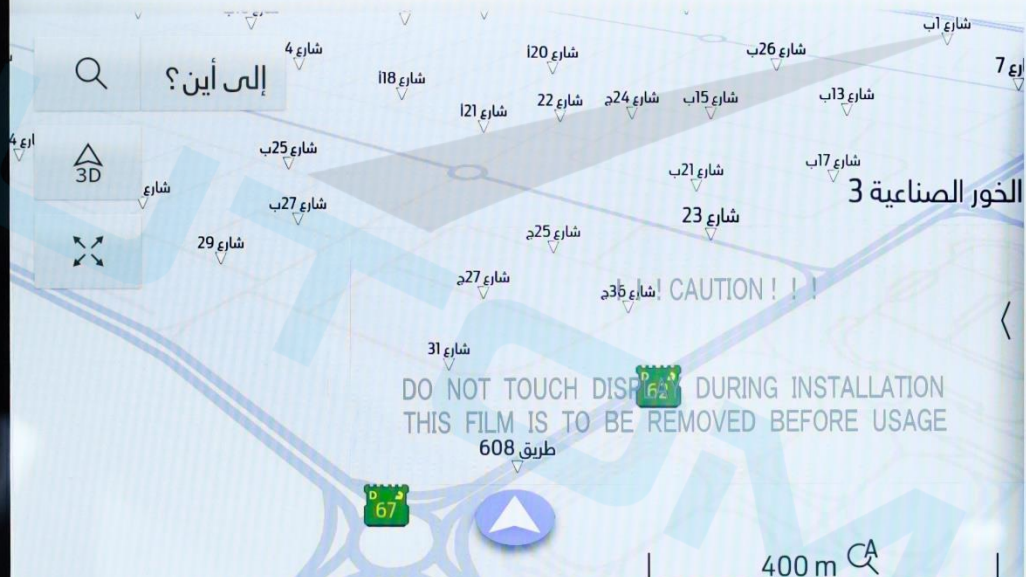 شارع 1ب
شارع 4
شارع 20أ
شارع 26ب
شارع 7
إلى أين؟
شارع 18أ
شارع 21أ
شارع 22
شارع 24ج
شارع 15ب
شارع 13ب
شارع 25ب
3D
شارع
شارع 21ب
شارع 17ب
الخور الصناعية 3
شارع 27ب
شارع 23
شارع 29
شارع 25ج
شارع 27ج
شارع 36ج
! ! ! CAUTION ! ! !
شارع 31
D 62
DO NOT TOUCH DISPLAY DURING INSTALLATION
THIS FILM IS TO BE REMOVED BEFORE USAGE
طريق 608
D 67
400 m
A